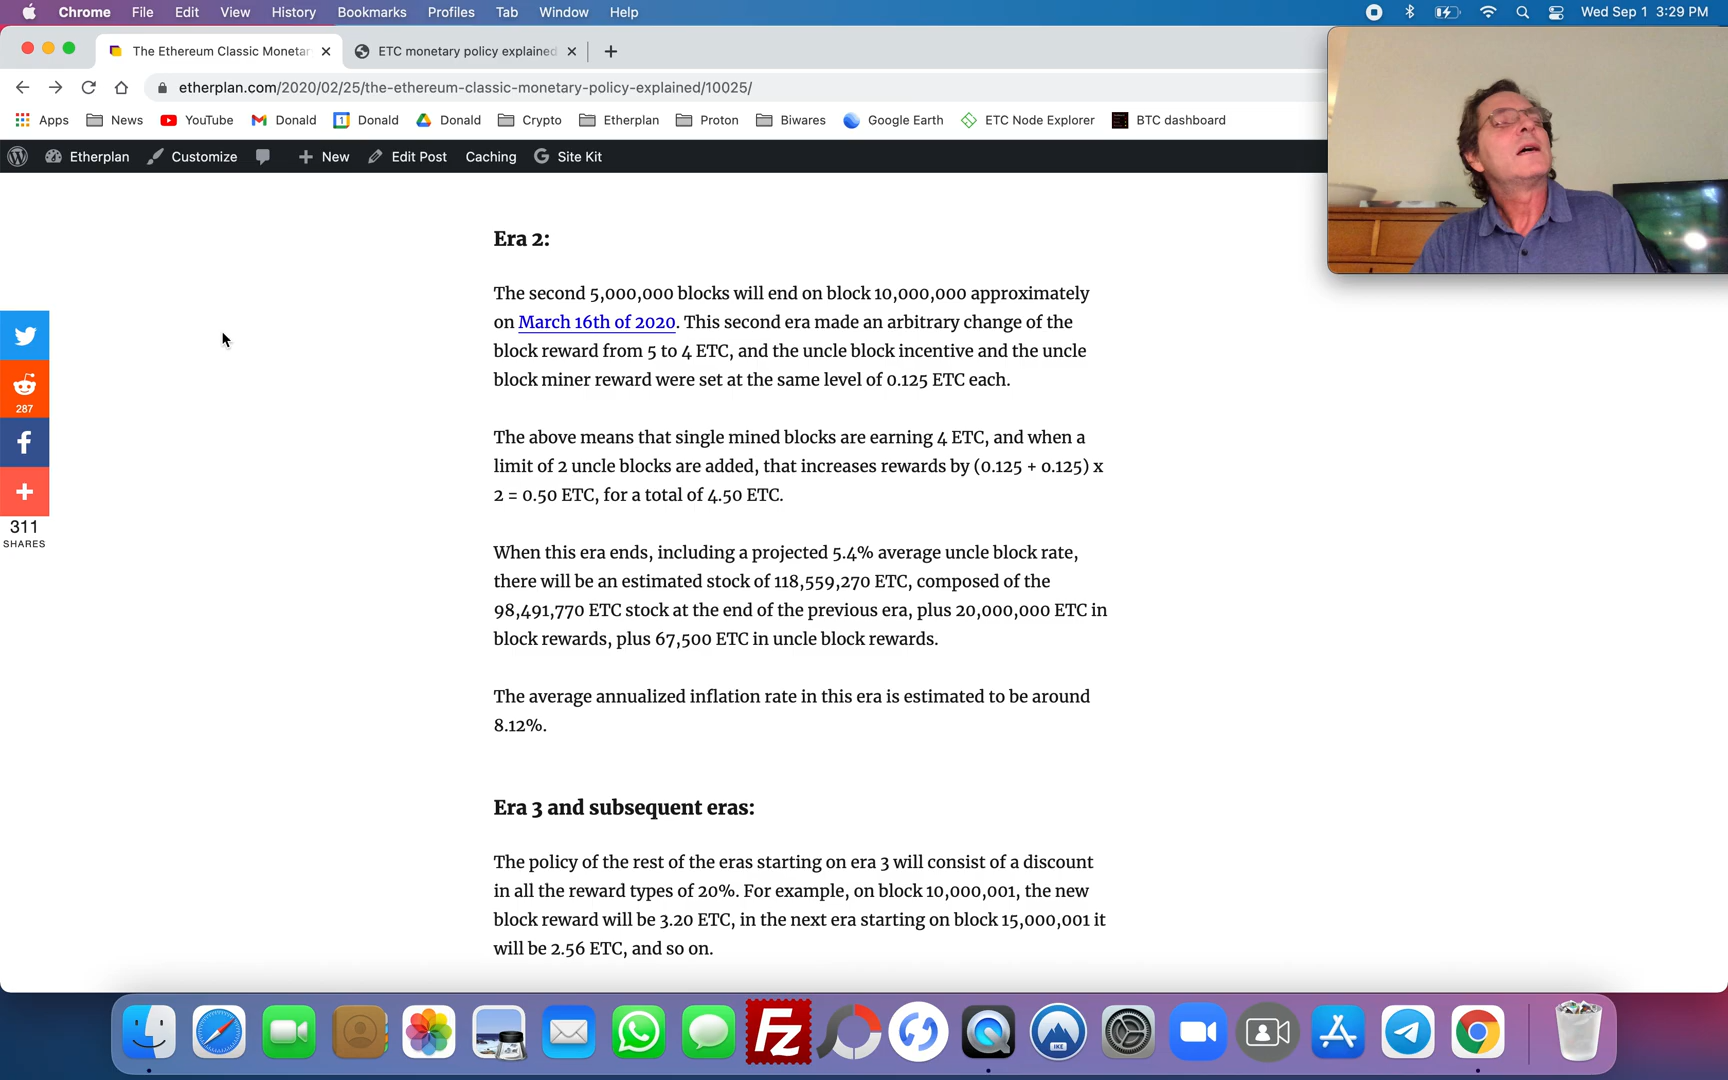 Chrome File Edit View History Bookmarks Profiles Tab Window Help Wed Sep 1 3:29 PM
The Ethereum Classic Monetar ETC monetary policy explained
etherplan.com/2020/02/25/the-ethereum-classic-monetary-policy-explained/10025/
Apps News YouTube Donald 1 Donald Donald Crypto Etherplan Proton Biwares Google Earth ETC Node Explorer BTC dashboard
Etherplan Customize New Edit Post Caching Site Kit
Era 2:
The second 5,000,000 blocks will end on block 10,000,000 approximately
on March 16th of 2020. This second era made an arbitrary change of the
block reward from 5 to 4 ETC, and the uncle block incentive and the uncle
block miner reward were set at the same level of 0.125 ETC each.
287
The above means that single mined blocks are earning 4 ETC, and when a
limit of 2 uncle blocks are added, that increases rewards by (0.125 + 0.125) x
2 = 0.50 ETC, for a total of 4.50 ETC.
311
SHARES
When this era ends, including a projected 5.4% average uncle block rate,
there will be an estimated stock of 118,559,270 ETC, composed of the
98,491,770 ETC stock at the end of the previous era, plus 20,000,000 ETC in
block rewards, plus 67,500 ETC in uncle block rewards.
The average annualized inflation rate in this era is estimated to be around
8.12%.
Era 3 and subsequent eras:
The policy of the rest of the eras starting on era 3 will consist of a discount
in all the reward types of 20%. For example, on block 10,000,001, the new
block reward will be 3.20 ETC, in the next era starting on block 15,000,001 it
will be 2.56 ETC, and so on.
Fz
IKE